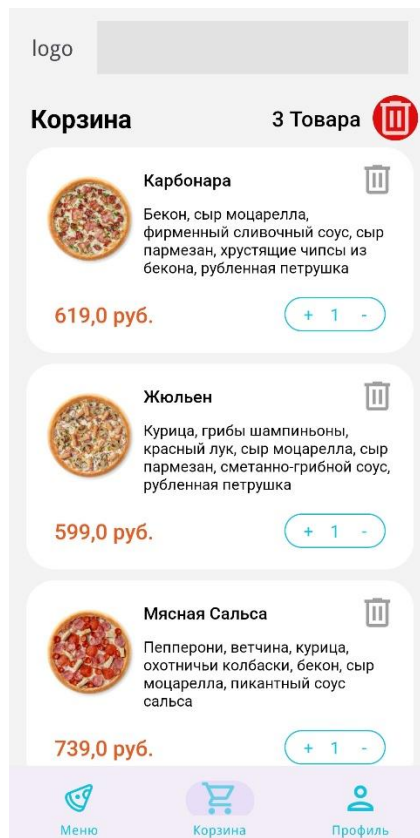 logo
Корзина 3 Товара
Карбонара
Бекон, сыр моцарелла,
фирменный сливочный соус, сыр
пармезан, хрустящие чипсы из
бекона, рубленная петрушка
619,0 руб. + 1 -
Жюльен
Курица, грибы шампиньоны,
красный лук, сыр моцарелла, сыр
пармезан, сметанно-грибной соус,
рубленная петрушка
599,0 руб. + 1 -
Мясная Сальса
Пепперони, ветчина, курица,
охотничьи колбаски, бекон, сыр
моцарелла, пикантный соус
сальса
739,0 руб. + 1 -
Меню Корзина Профиль